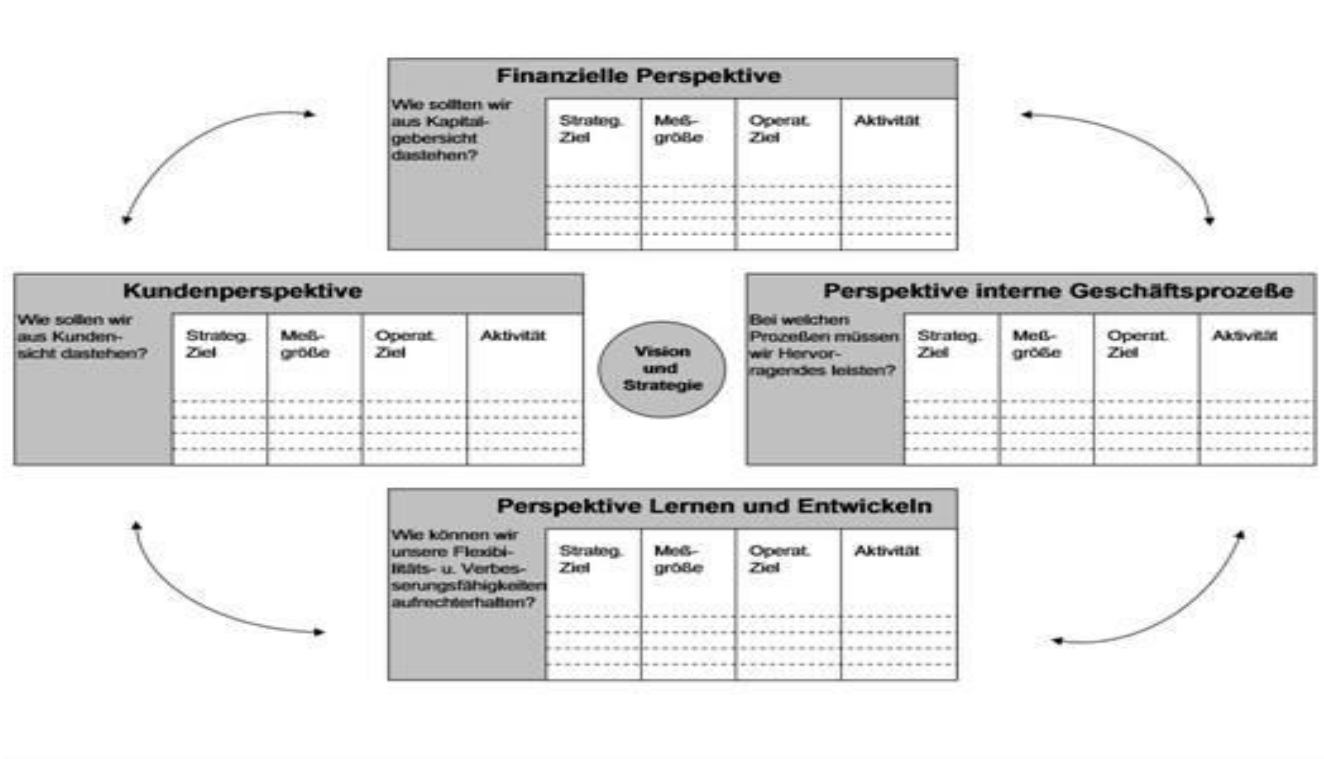 Finanzielle Perspektive
Wie sollten wir
aus Kapital-
gebersicht
dastehen?
Strateg.
Ziel
Meß-
größe
Operat.
Ziel
Aktivität
Kundenperspektive
Wie sollen wir
aus Kunden-
sicht dastehen?
Strateg.
Ziel
Meß-
größe
Operat.
Ziel
Aktivität
Vision
und
Strategie
Perspektive interne Geschäftsprozeße
Bei welchen
Prozeßen müssen
wir Hervor-
ragendes leisten?
Strateg.
Ziel
Meß-
größe
Operat.
Ziel
Aktivität
Perspektive Lernen und Entwickeln
Wie können wir
unsere Flexibi-
litäts- u. Verbes-
serungsfähigkeiten
aufrechterhalten?
Strateg.
Ziel
Meß-
größe
Operat.
Ziel
Aktivität